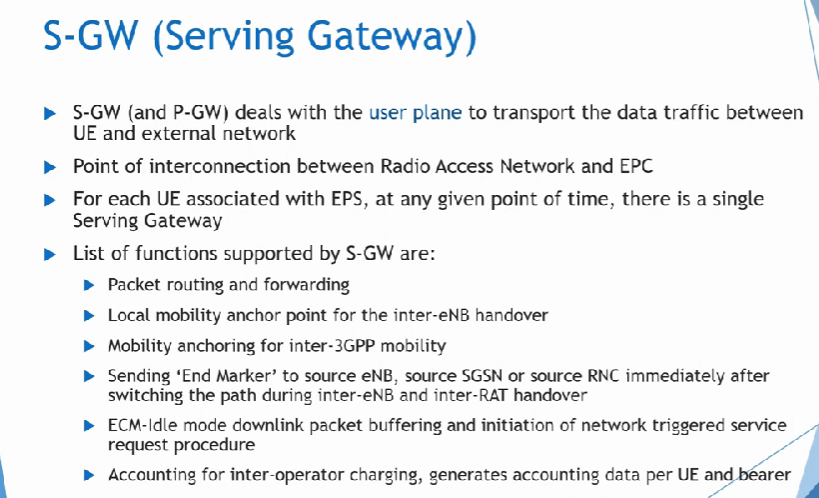 S-GW (Serving Gateway)
S-GW (and P-GW) deals with the user plane to transport the data traffic between
UE and external network
Point of interconnection between Radio Access Network and EPC
For each UE associated with EPS, at any given point of time, there is a single
Serving Gateway
List of functions supported by S-GW are:
Packet routing and forwarding
Local mobility anchor point for the inter-eNB handover
Mobility anchoring for inter-3GPP mobility
Sending ‘End Marker’ to source eNB, source SGSN or source RNC immediately after
switching the path during inter-eNB and inter-RAT handover
ECM-Idle mode downlink packet buffering and initiation of network triggered service
request procedure
Accounting for inter-operator charging, generates accounting data per UE and bearer